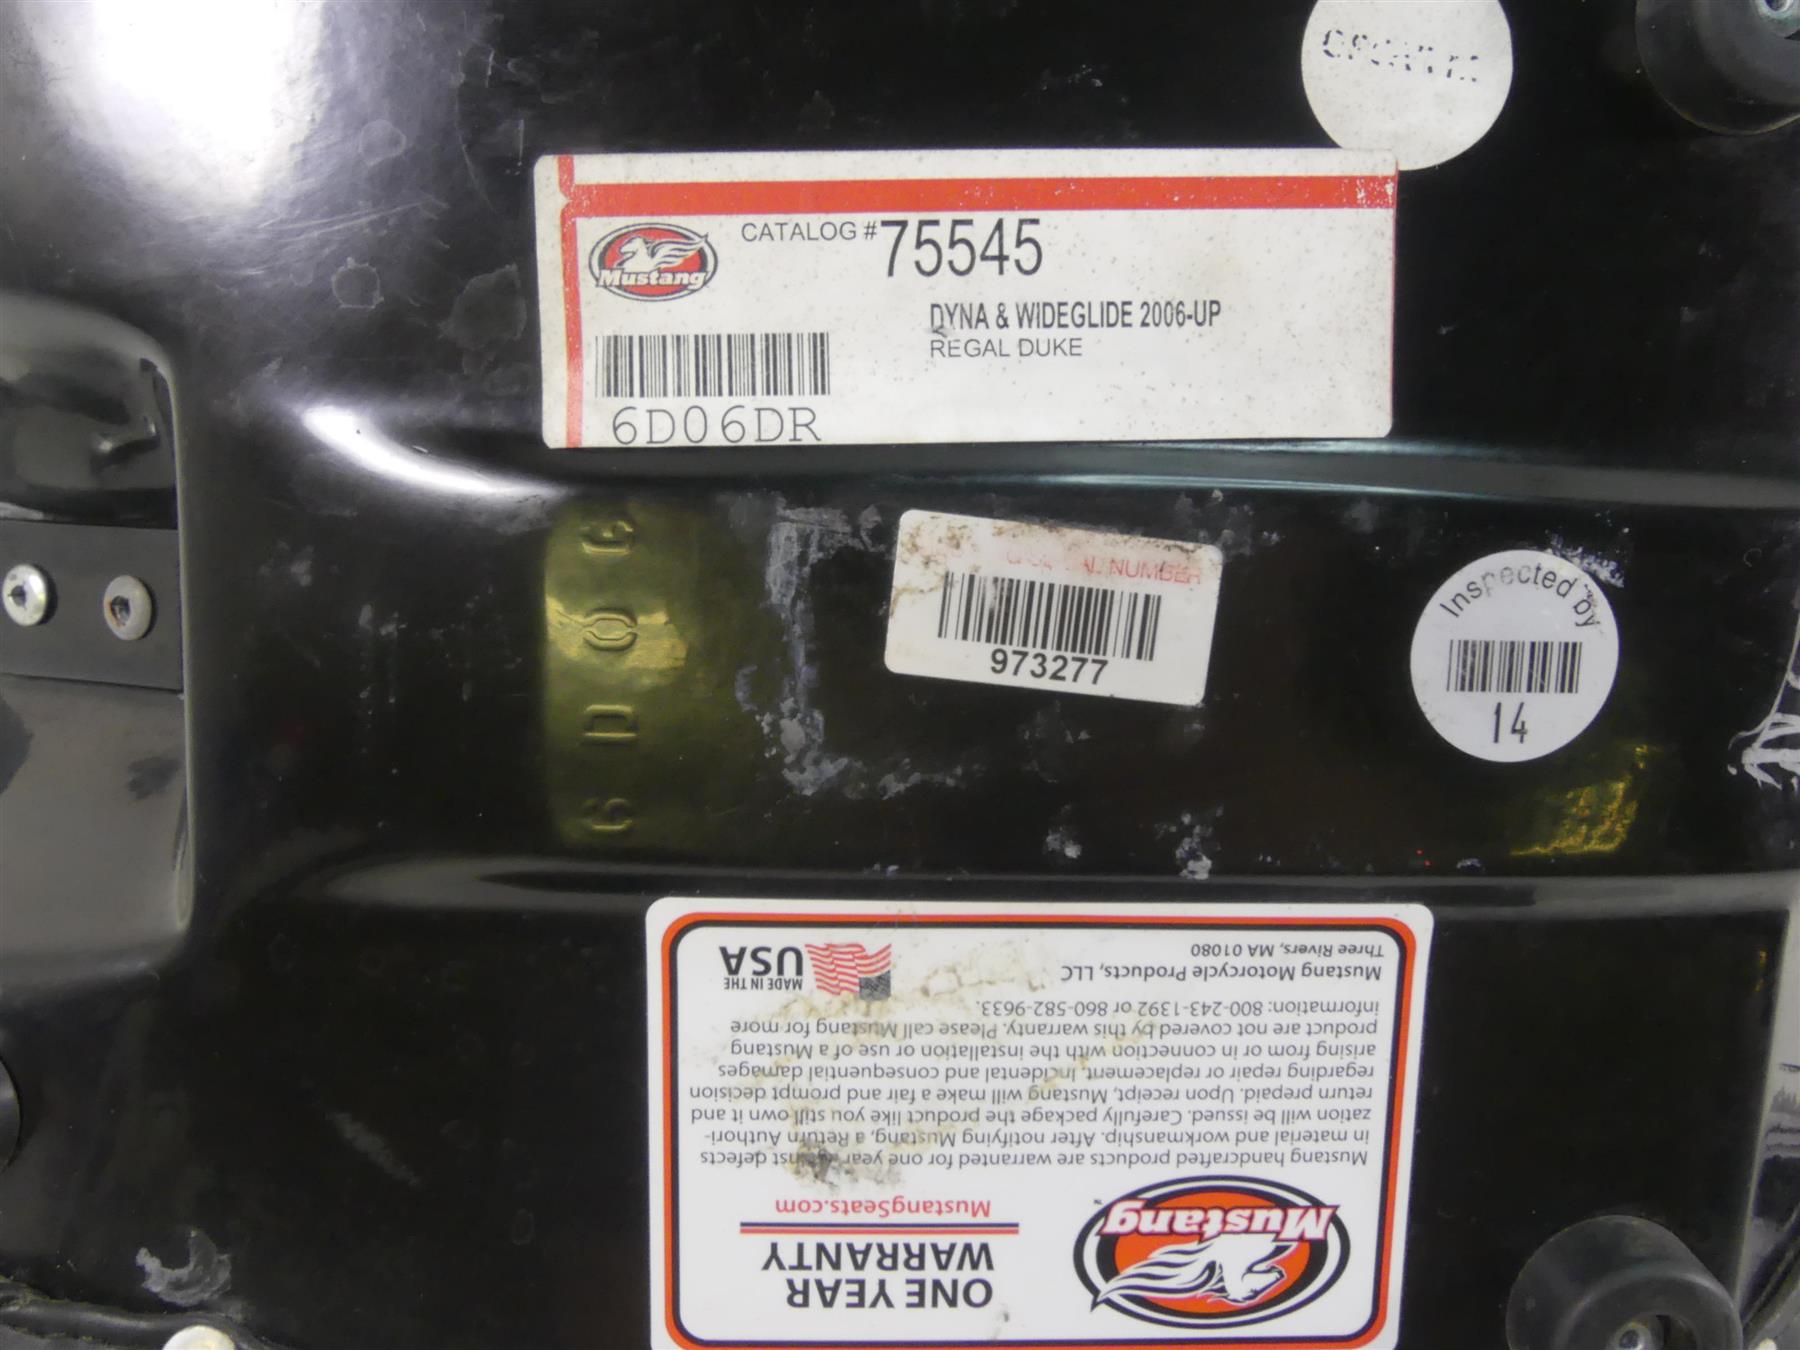 CATALOG # 75545
Mustang
DYNA & WIDEGLIDE 2006-UP
REGAL DUKE
6D06DR
6D06
NUMBER
973277
Inspected by
14
ONE YEAR
WARRANTY
MustangSeats.com
Mustang
Mustang handcrafted products are warranted for one year against defects
in material and workmanship. After notifying Mustang, a Return Authori-
zation will be issued. Carefully package the product like you still own it and
return prepaid. Upon receipt, Mustang will make a fair and prompt decision
regarding repair or replacement. Incidental and consequential damages
arising from or in connection with the installation or use of a Mustang
product are not covered by this warranty. Please call Mustang for more
information: 800-243-1392 or 860-582-9633.
Mustang Motorcycle Products, LLC
Three Rivers, MA 01080
MADE IN THE
USA